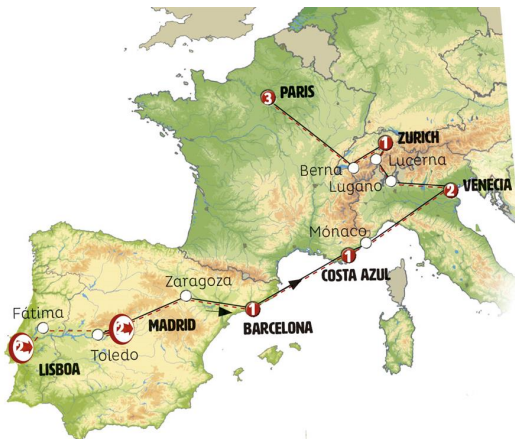 3 PARIS
1 ZURICH
Berna
Lucerna
Lugano
2 VENECIA
Mónaco
1
COSTA AZUL
Zaragoza
1
BARCELONA
Fátima
2 MADRID
Toledo
2 LISBOA